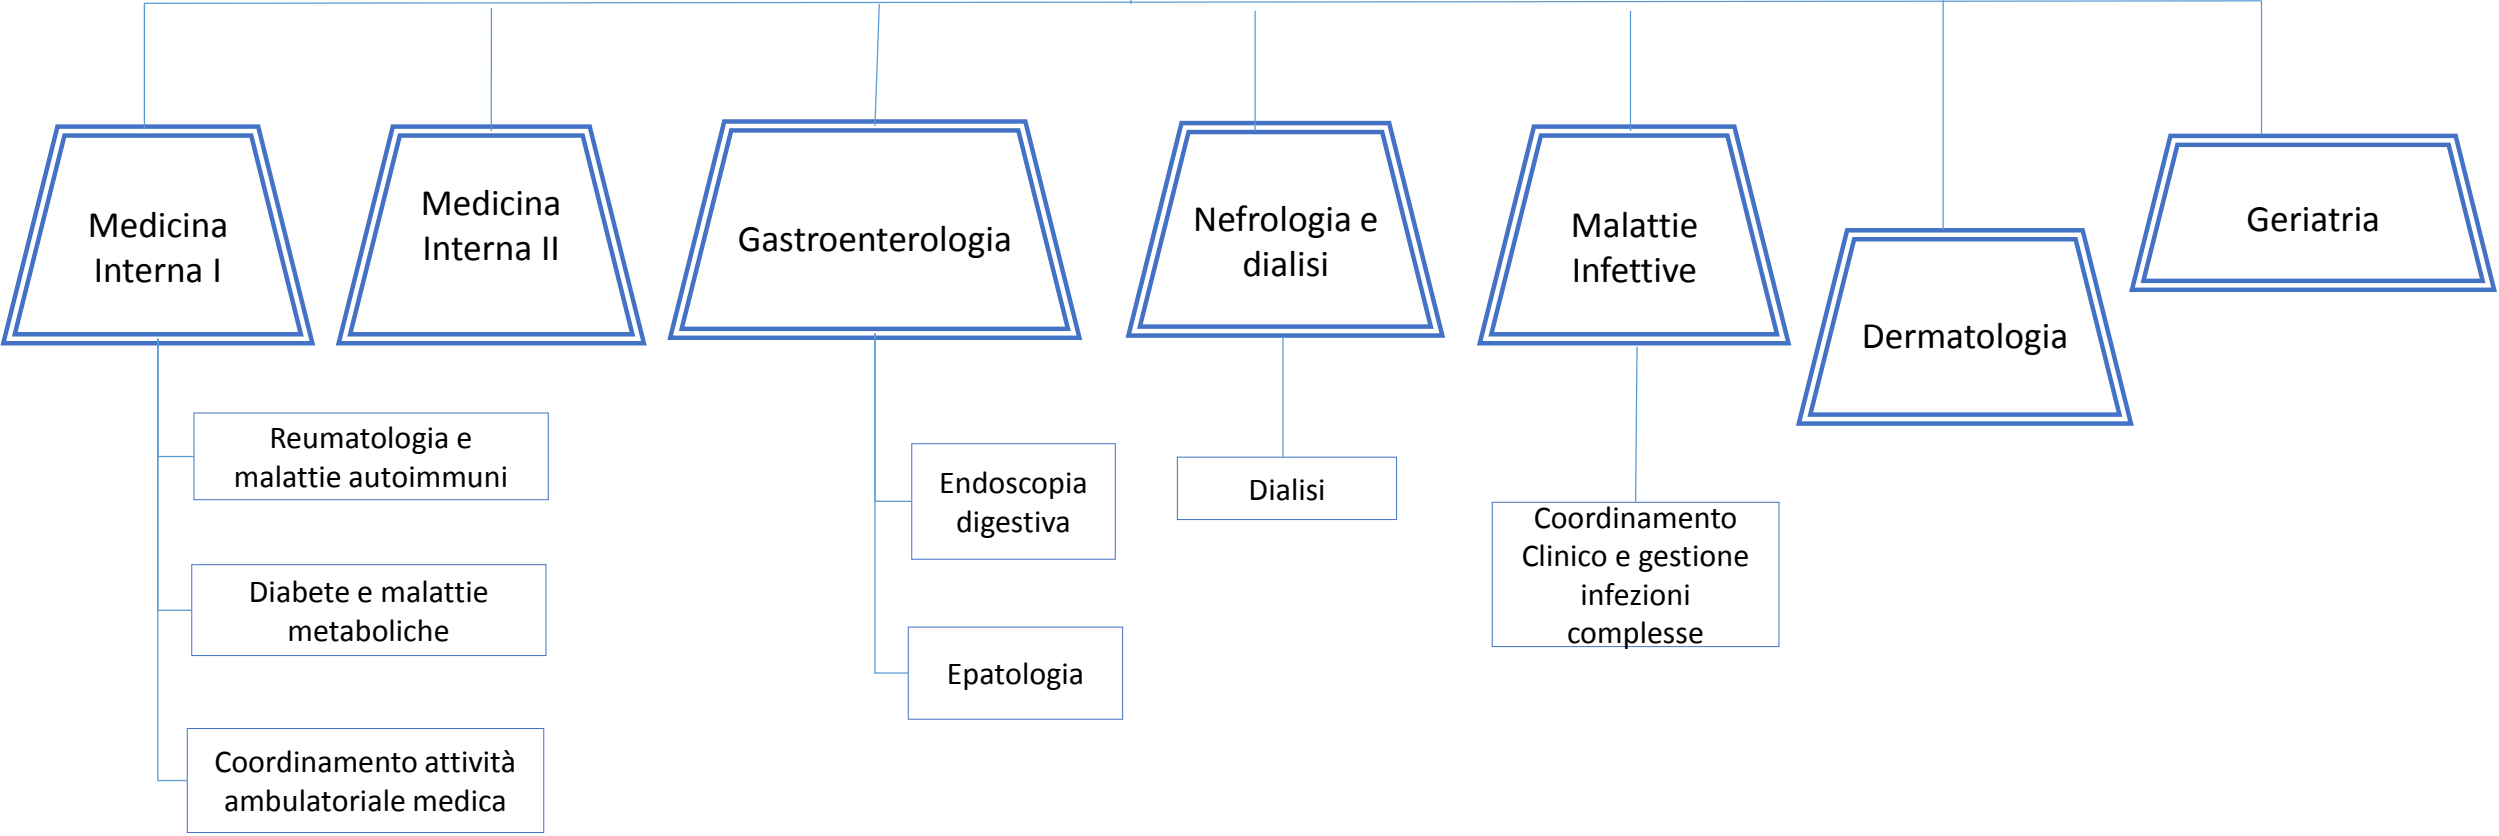 Medicina
Interna I
Medicina
Interna II
Gastroenterologia
Nefrologia e
dialisi
Malattie
Infettive
Dermatologia
Geriatria
Reumatologia e
malattie autoimmuni
Diabete e malattie
metaboliche
Coordinamento attività
ambulatoriale medica
Endoscopia
digestiva
Epatologia
Dialisi
Coordinamento
Clinico e gestione
infezioni
complesse